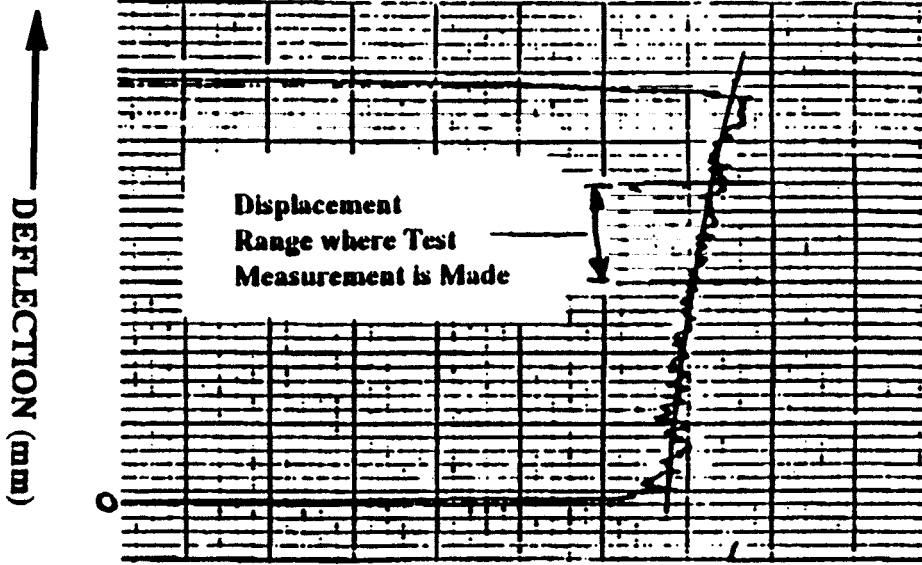 DEFLECTION (mm)
Displacement
Range where Test
Measurement is Made
0